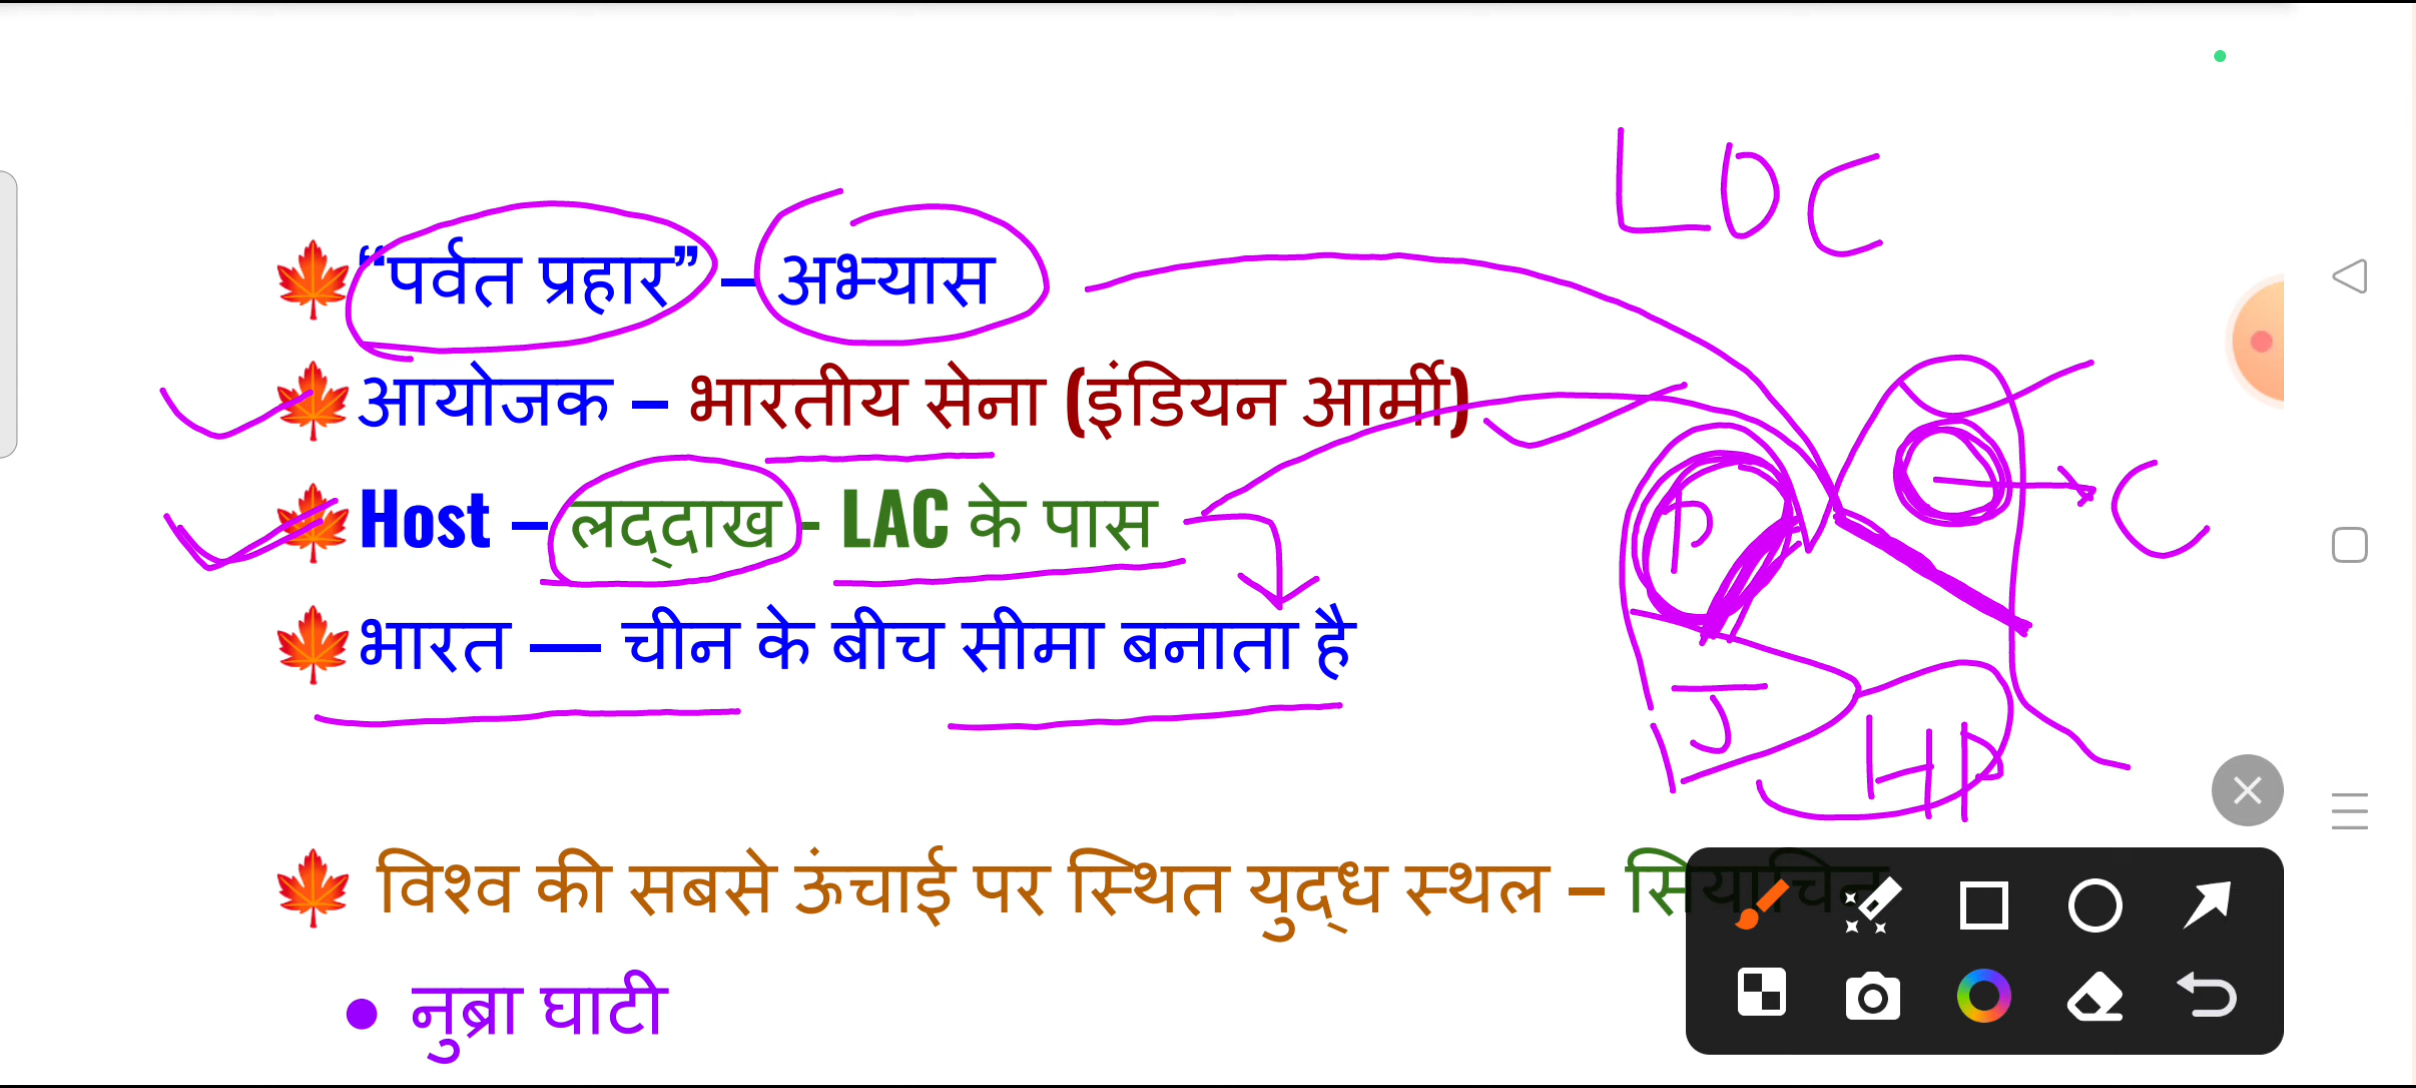 LOC
“पर्वत प्रहार” – अभ्यास
आयोजक – भारतीय सेना (इंडियन आर्मी)
Host – लद्दाख - LAC के पास
C
P
भारत — चीन के बीच सीमा बनाता है
J
HP
विश्व की सबसे ऊंचाई पर स्थित युद्ध स्थल – सियाचिन
• नुब्रा घाटी